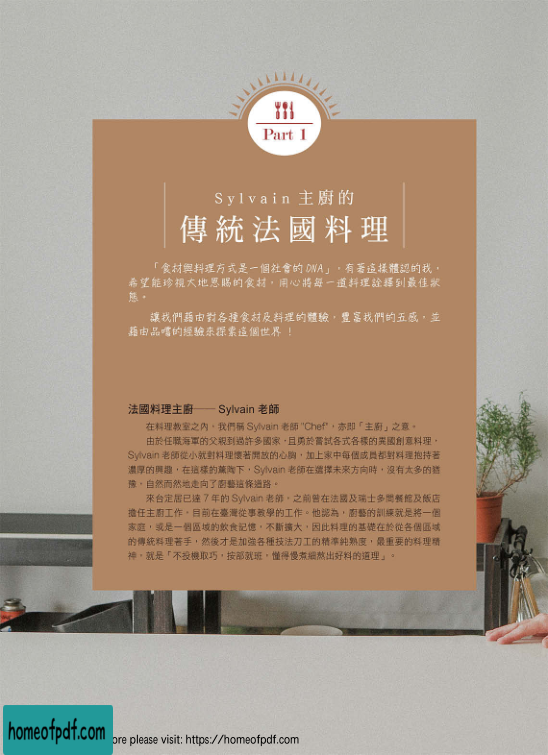 Part 1
Sylvain 主廚的
傳統法國料理
「食材與料理方式是一個社會的 DNA」,有著這樣體認的我,
希望能珍視大地恩賜的食材,用心將每一道料理詮釋到最佳狀
態。
讓我們藉由對各種食材及料理的體驗,豐富我們的五感,並
藉由品嚐的經驗來探索這個世界！
法國料理主廚── Sylvain 老師
在料理教室之內,我們稱 Sylvain 老師 “Chef”,亦即「主廚」之意。
由於任職海軍的父親到過許多國家,且勇於嘗試各式各樣的異國創意料理,
Sylvain 老師從小就對料理懷著開放的心胸,加上家中每個成員都對料理抱持著
濃厚的興趣,在這樣的薰陶下,Sylvain 老師在選擇未來方向時,沒有太多的猶
豫,自然而然地走向了廚藝這條道路。
來台定居已達 7 年的 Sylvain 老師,之前曾在法國及瑞士多間餐館及飯店
擔任主廚工作,目前在臺灣從事教學的工作。他認為,廚藝的訓練就是將一個
家庭,或是一個區域的飲食記憶,不斷擴大,因此料理的基礎在於從各個區域
的傳統料理著手,然後才是加強各種技法刀工的精準純熟度,最重要的料理精
神,就是「不投機取巧、按部就班,懂得慢煮細熬出好料的道理」。
homeofpdf.com
ore please visit: https://homeofpdf.com